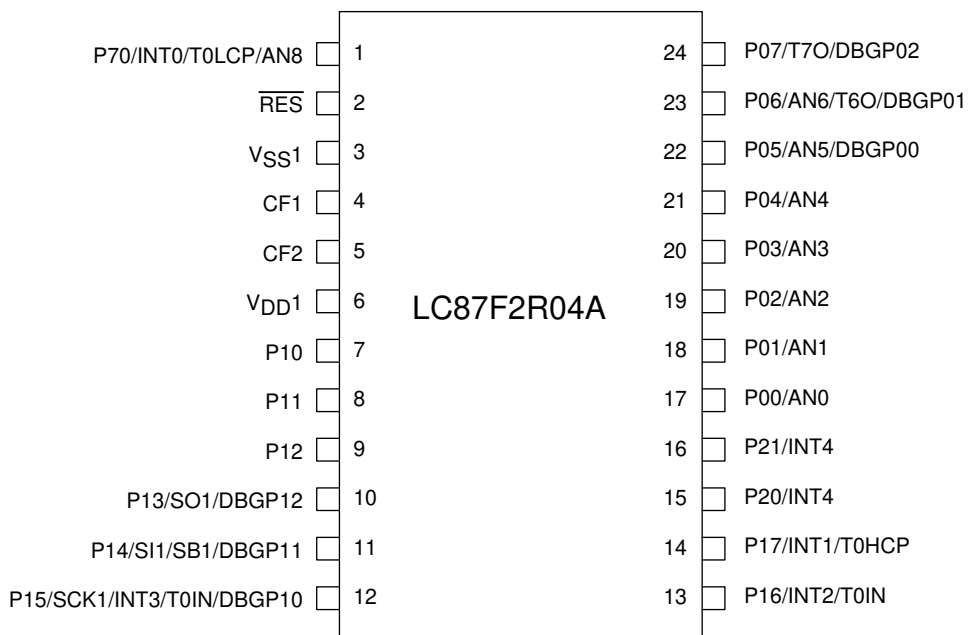 P70/INT0/T0LCP/AN8 1 24 P07/T7O/DBGP02
RES 2 23 P06/AN6/T6O/DBGP01
VSS1 3 22 P05/AN5/DBGP00
CF1 4 21 P04/AN4
CF2 5 20 P03/AN3
VDD1 6 19 P02/AN2
LC87F2R04A
P10 7 18 P01/AN1
P11 8 17 P00/AN0
P12 9 16 P21/INT4
P13/SO1/DBGP12 10 15 P20/INT4
P14/SI1/SB1/DBGP11 11 14 P17/INT1/T0HCP
P15/SCK1/INT3/T0IN/DBGP10 12 13 P16/INT2/T0IN